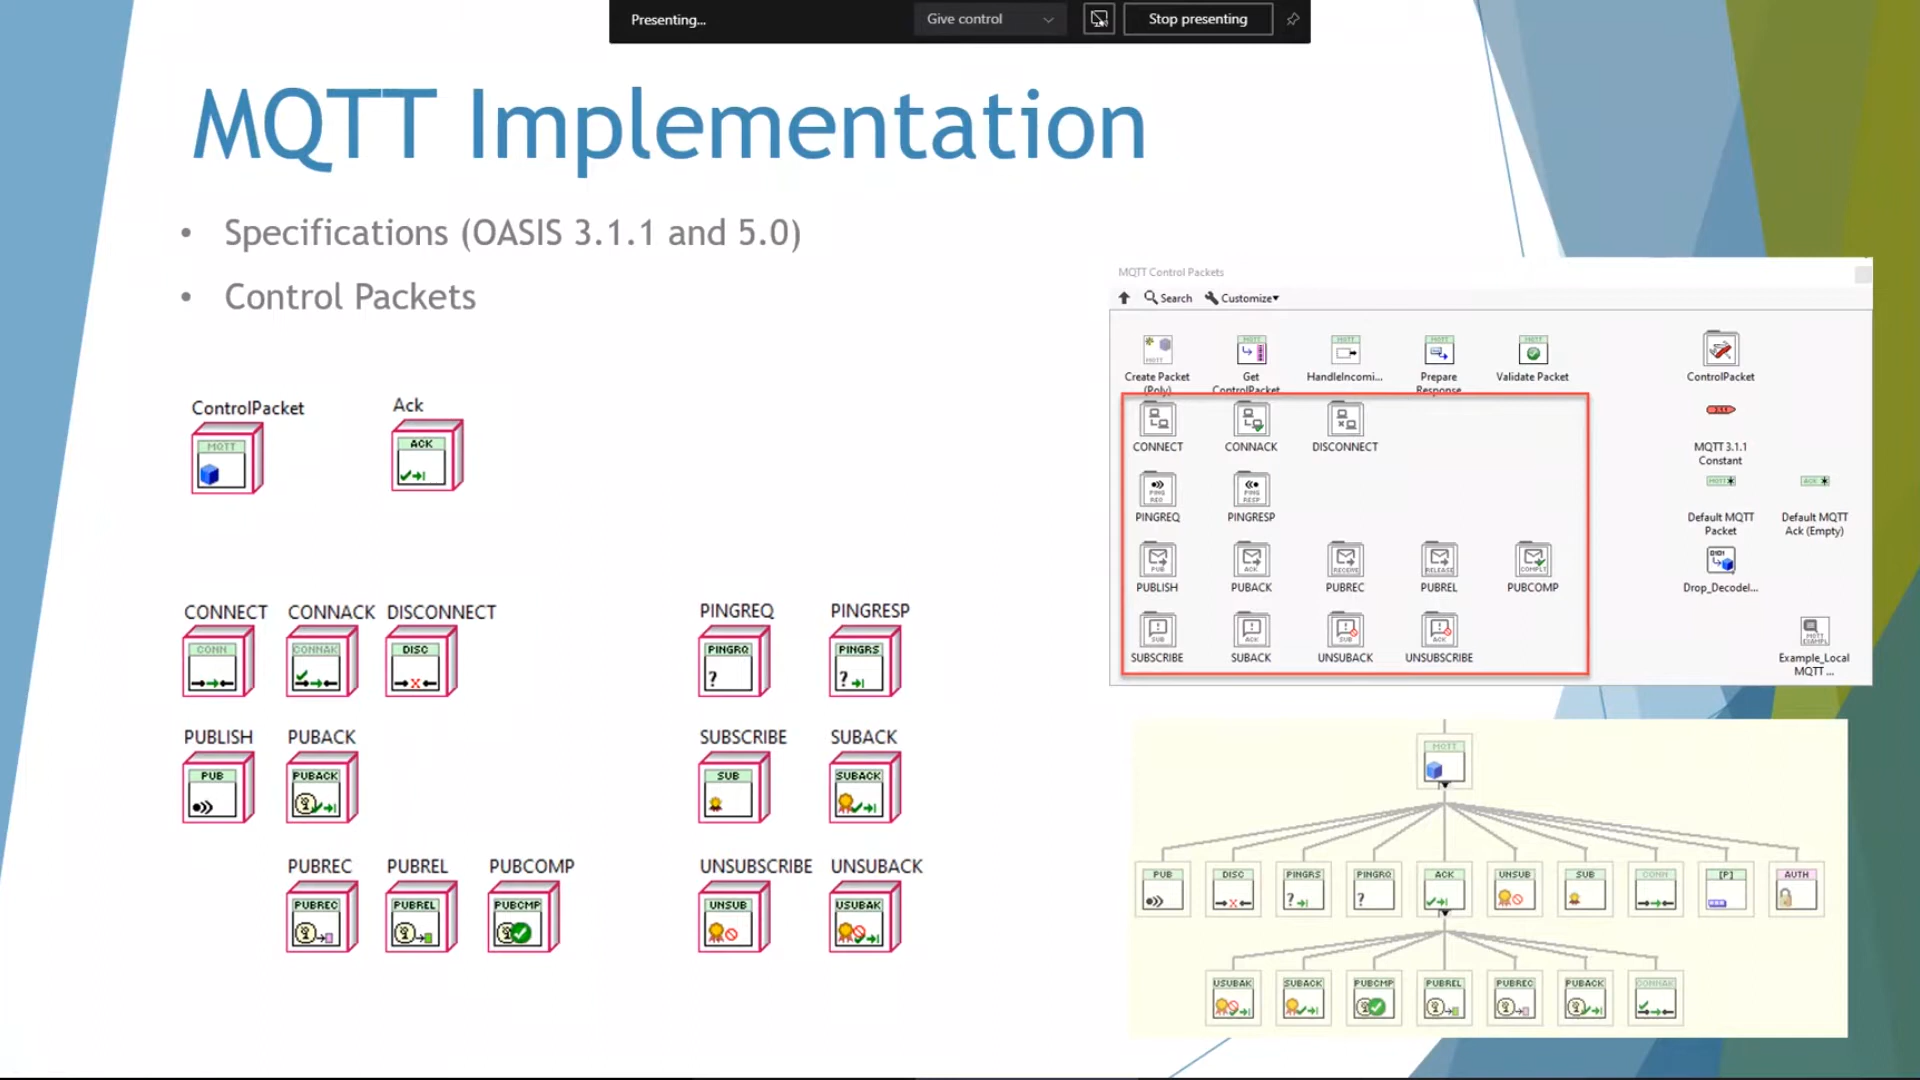 Presenting...
Give control
Stop presenting
MQTT Implementation
• Specifications (OASIS 3.1.1 and 5.0)
• Control Packets
ControlPacket
Ack
MQTT
ACK
CONNECT
CONNACK
DISCONNECT
CONN
CONNAK
DISC
PINGREQ
PINGRESP
PINGRQ
PINGRS
PUBLISH
PUBACK
PUB
PUBACK
SUBSCRIBE
SUBACK
SUB
SUBACK
PUBREC
PUBREL
PUBCOMP
PUBREC
PUBREL
PUBCMP
UNSUBSCRIBE
UNSUBACK
UNSUB
USUBAK
MQTT Control Packets
Search
Customize
Create Packet
(Poly)
Get
ControlPacket
HandleIncomi...
Prepare
Response
Validate Packet
ControlPacket
CONNECT
CONNACK
DISCONNECT
MQTT 3.1.1
Constant
PINGREQ
PINGRESP
Default MQTT
Packet
Default MQTT
Ack (Empty)
PUBLISH
PUBACK
PUBREC
PUBREL
PUBCOMP
Drop_Decodel...
SUBSCRIBE
SUBACK
UNSUBACK
UNSUBSCRIBE
Example_Local
MQTT ...
MQTT
PUB
DISC
PINGRS
PINGRQ
ACK
UNSUB
SUB
CONN
[P]
AUTH
USUBAK
SUBACK
PUBCMP
PUBREL
PUBREC
PUBACK
CONNAK